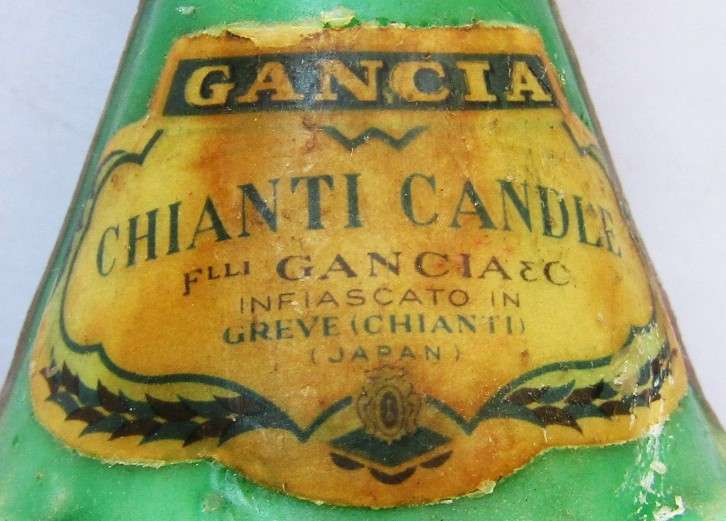 GANCIA
CHIANTI CANDLE
FLLI GANCIA & C.
INFIASCATO IN
GREVE (CHIANTI)
(JAPAN)